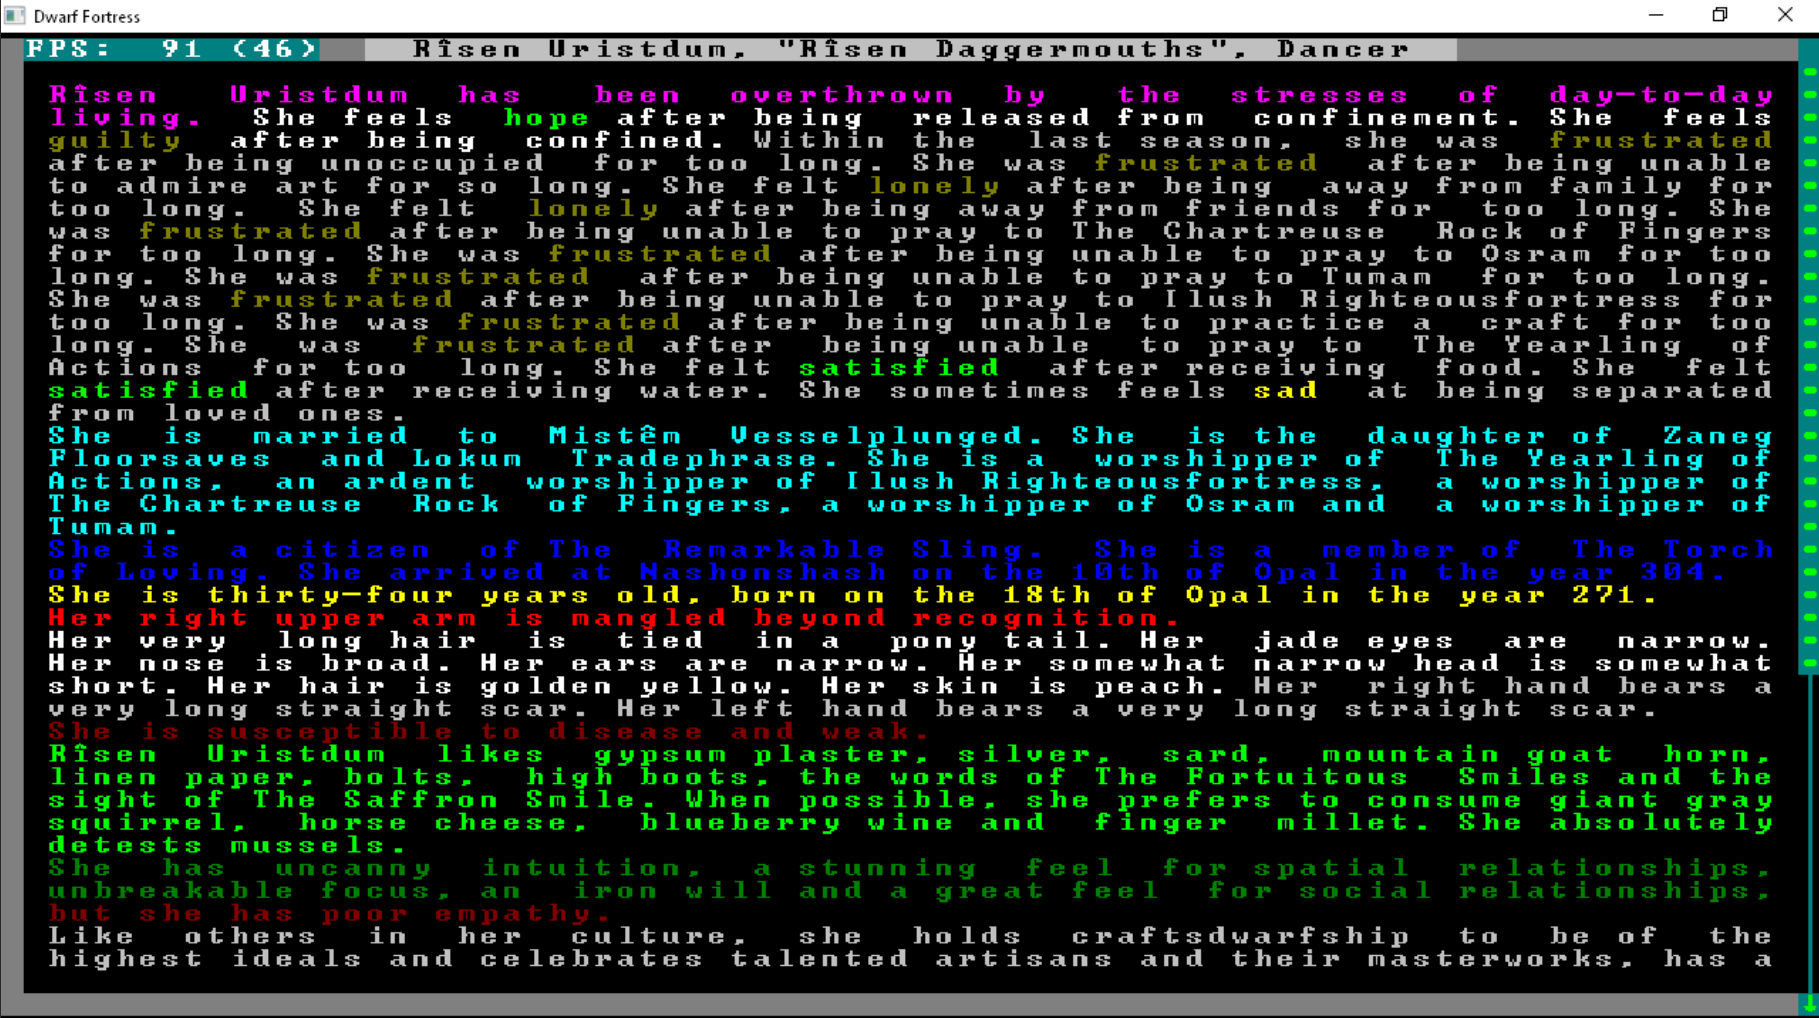 Dwarf Fortress
FPS: 91 (46) Rîsen Uristdum, "Rîsen Daggermouths", Dancer
Rîsen Uristdum has been overthrown by the stresses of day-to-day
living. She feels hope after being released from confinement. She feels
guilty after being confined. Within the last season, she was frustrated
after being unoccupied for too long. She was frustrated after being unable
to admire art for so long. She felt lonely after being away from family for
too long. She felt lonely after being away from friends for too long. She
was frustrated after being unable to pray to The Chartreuse Rock of Fingers
for too long. She was frustrated after being unable to pray to Osram for too
long. She was frustrated after being unable to pray to Tumam for too long.
She was frustrated after being unable to pray to Ilush Righteousfortress for
too long. She was frustrated after being unable to practice a craft for too
long. She was frustrated after being unable to pray to The Yearling of
Actions for too long. She felt satisfied after receiving food. She felt
satisfied after receiving water. She sometimes feels sad at being separated
from loved ones.
She is married to Mistêm Vesselplunged. She is the daughter of Zaneg
Floorsaves and Lokum Tradephrase. She is a worshipper of The Yearling of
Actions, an ardent worshipper of Ilush Righteousfortress, a worshipper of
The Chartreuse Rock of Fingers, a worshipper of Osram and a worshipper of
Tumam.
She is a citizen of The Remarkable Sling. She is a member of The Torch
of Loving. She arrived at Nashonshash on the 10th of Opal in the year 304.
She is thirty-four years old, born on the 18th of Opal in the year 271.
Her right upper arm is mangled beyond recognition.
Her very long hair is tied in a pony tail. Her jade eyes are narrow.
Her nose is broad. Her ears are narrow. Her somewhat narrow head is somewhat
short. Her hair is golden yellow. Her skin is peach. Her right hand bears a
very long straight scar. Her left hand bears a very long straight scar.
She is susceptible to disease and weak.
Rîsen Uristdum likes gypsum plaster, silver, sard, mountain goat horn,
linen paper, bolts, high boots, the words of The Fortuitous Smiles and the
sight of The Saffron Smile. When possible, she prefers to consume giant gray
squirrel, horse cheese, blueberry wine and finger millet. She absolutely
detests mussels.
She has uncanny intuition, a stunning feel for spatial relationships,
unbreakable focus, an iron will and a great feel for social relationships,
but she has poor empathy.
Like others in her culture, she holds craftsdwarfship to be of the
highest ideals and celebrates talented artisans and their masterworks, has a